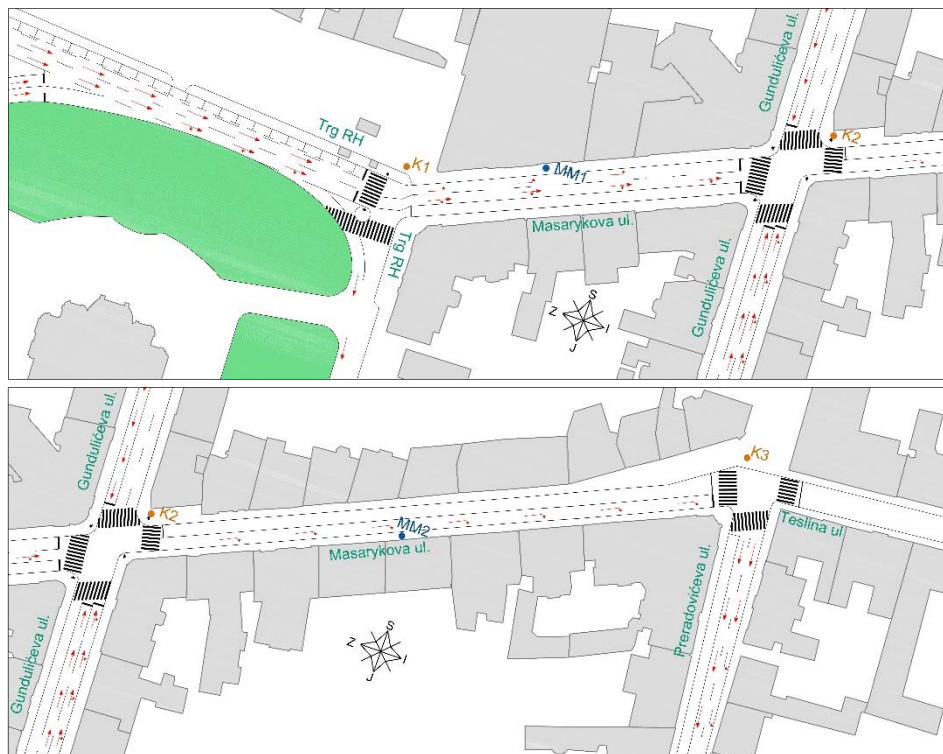 Gundulićeva ul.
Trg RH
K1
K2
MM1
Masarykova ul.
Trg RH
Gundulićeva ul.
S
Z
I
J
Gundulićeva ul.
K3
K2
MM2
Masarykova ul.
Teslina ul
Preradovićeva ul.
Gundulićeva ul.
S
Z
I
J